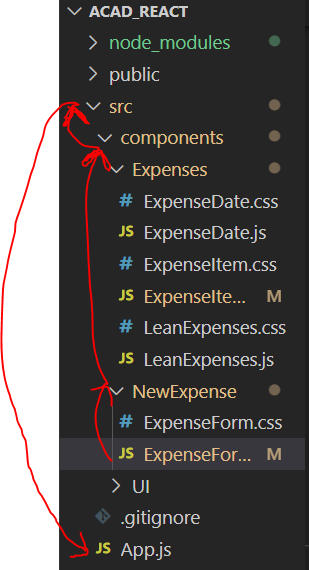 ACAD_REACT
node_modules
public
src
components
Expenses
# ExpenseDate.css
JS ExpenseDate.js
# ExpenseItem.css
JS ExpenseIte... M
# LeanExpenses.css
JS LeanExpenses.js
NewExpense
# ExpenseForm.css
JS ExpenseFor... M
UI
.gitignore
JS App.js